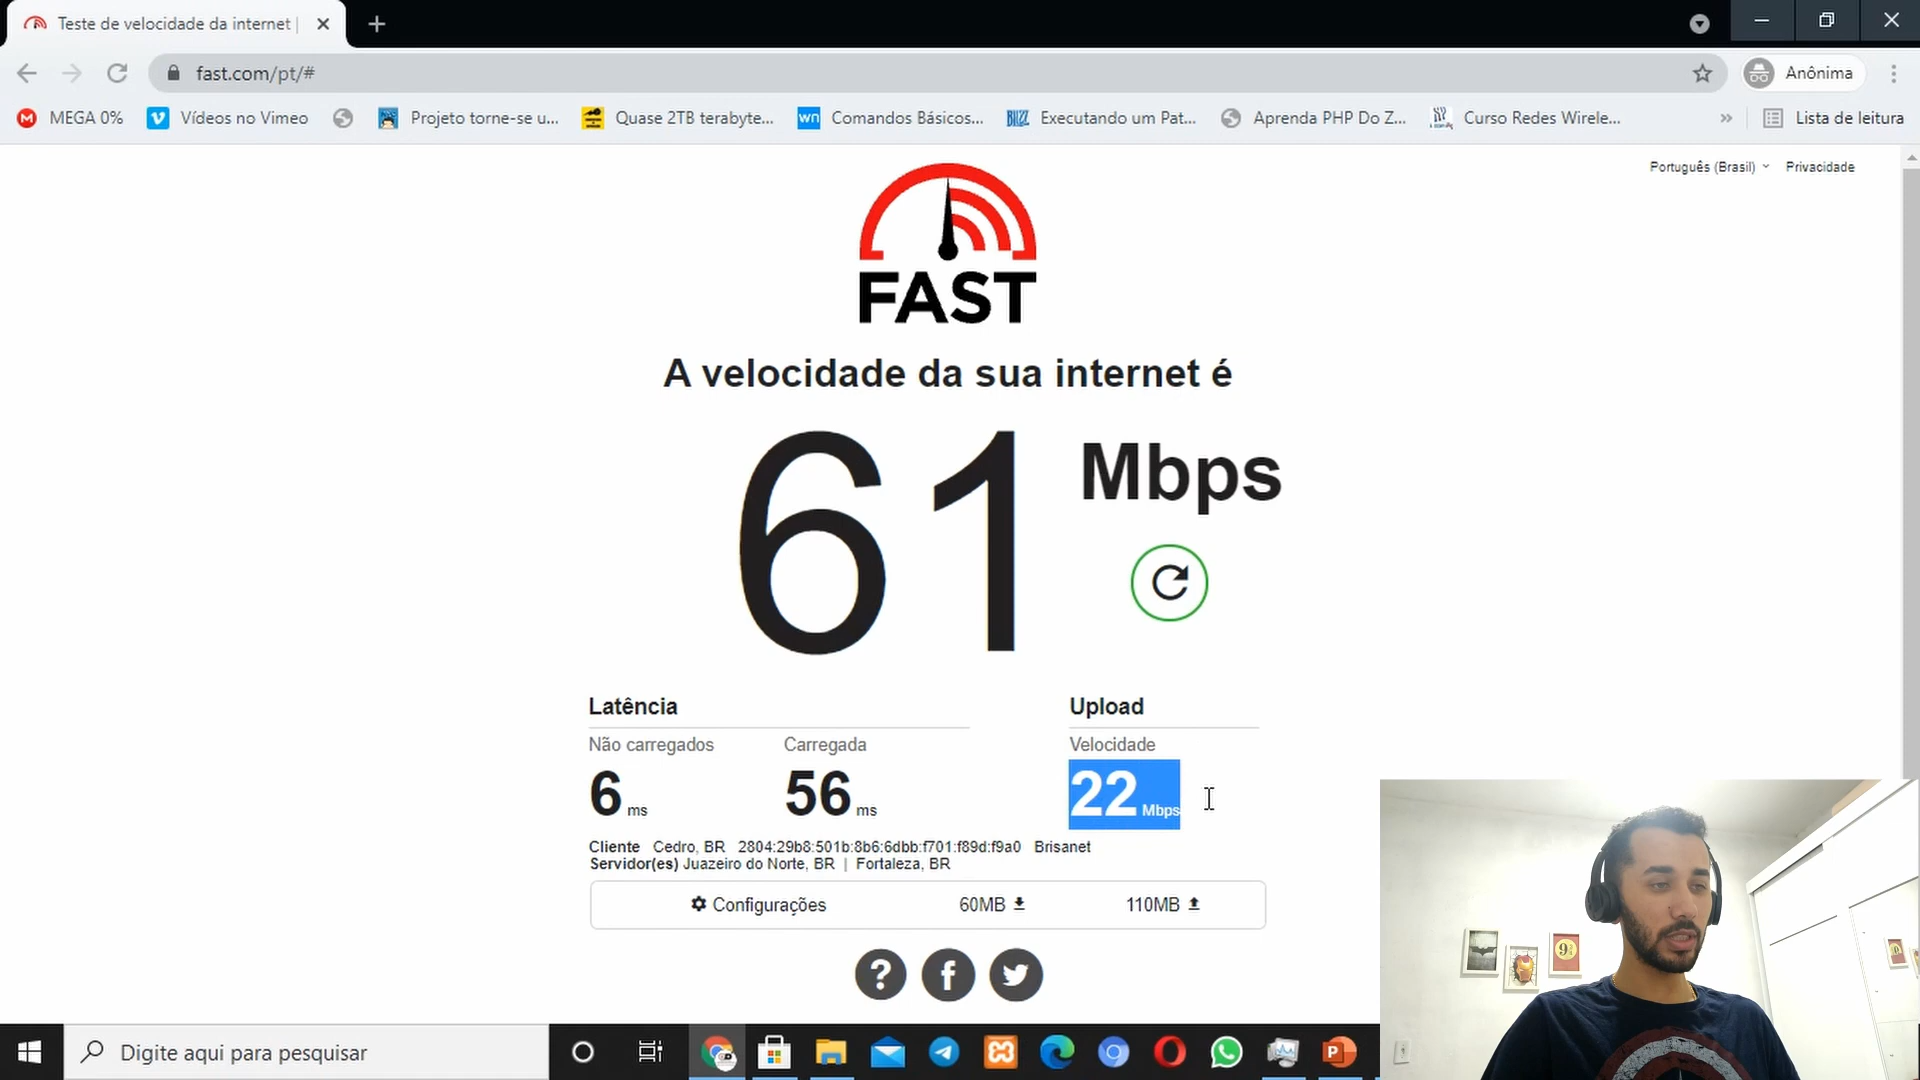 Teste de velocidade da internet |
fast.com/pt/#
Anônima
MEGA 0%
Vídeos no Vimeo
Projeto torne-se u...
Quase 2TB terabyte...
wn
Comandos Básicos...
Executando um Pat...
Aprenda PHP Do Z...
Curso Redes Wirele...
»
Lista de leitura
Português (Brasil)
Privacidade
FAST
A velocidade da sua internet é
61 Mbps
Latência
Upload
Não carregados
Carregada
Velocidade
6 ms
56 ms
22 Mbps
Cliente Cedro, BR 2804:29b8:501b:8b6:6dbb:f701:f89d:f9a0 Brisanet
Servidor(es) Juazeiro do Norte, BR | Fortaleza, BR
Configurações
60MB
110MB
?
f
Digite aqui para pesquisar